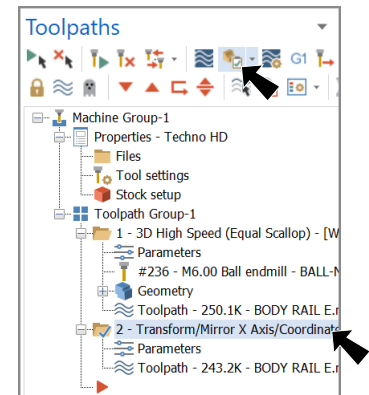 Toolpaths
G1
Machine Group-1
Properties - Techno HD
Files
Tool settings
Stock setup
Toolpath Group-1
1 - 3D High Speed (Equal Scallop) - [W
Parameters
#236 - M6.00 Ball endmill - BALL-N
Geometry
Toolpath - 250.1K - BODY RAIL E.n
2 - Transform/Mirror X Axis/Coordinate
Parameters
Toolpath - 243.2K - BODY RAIL E.n